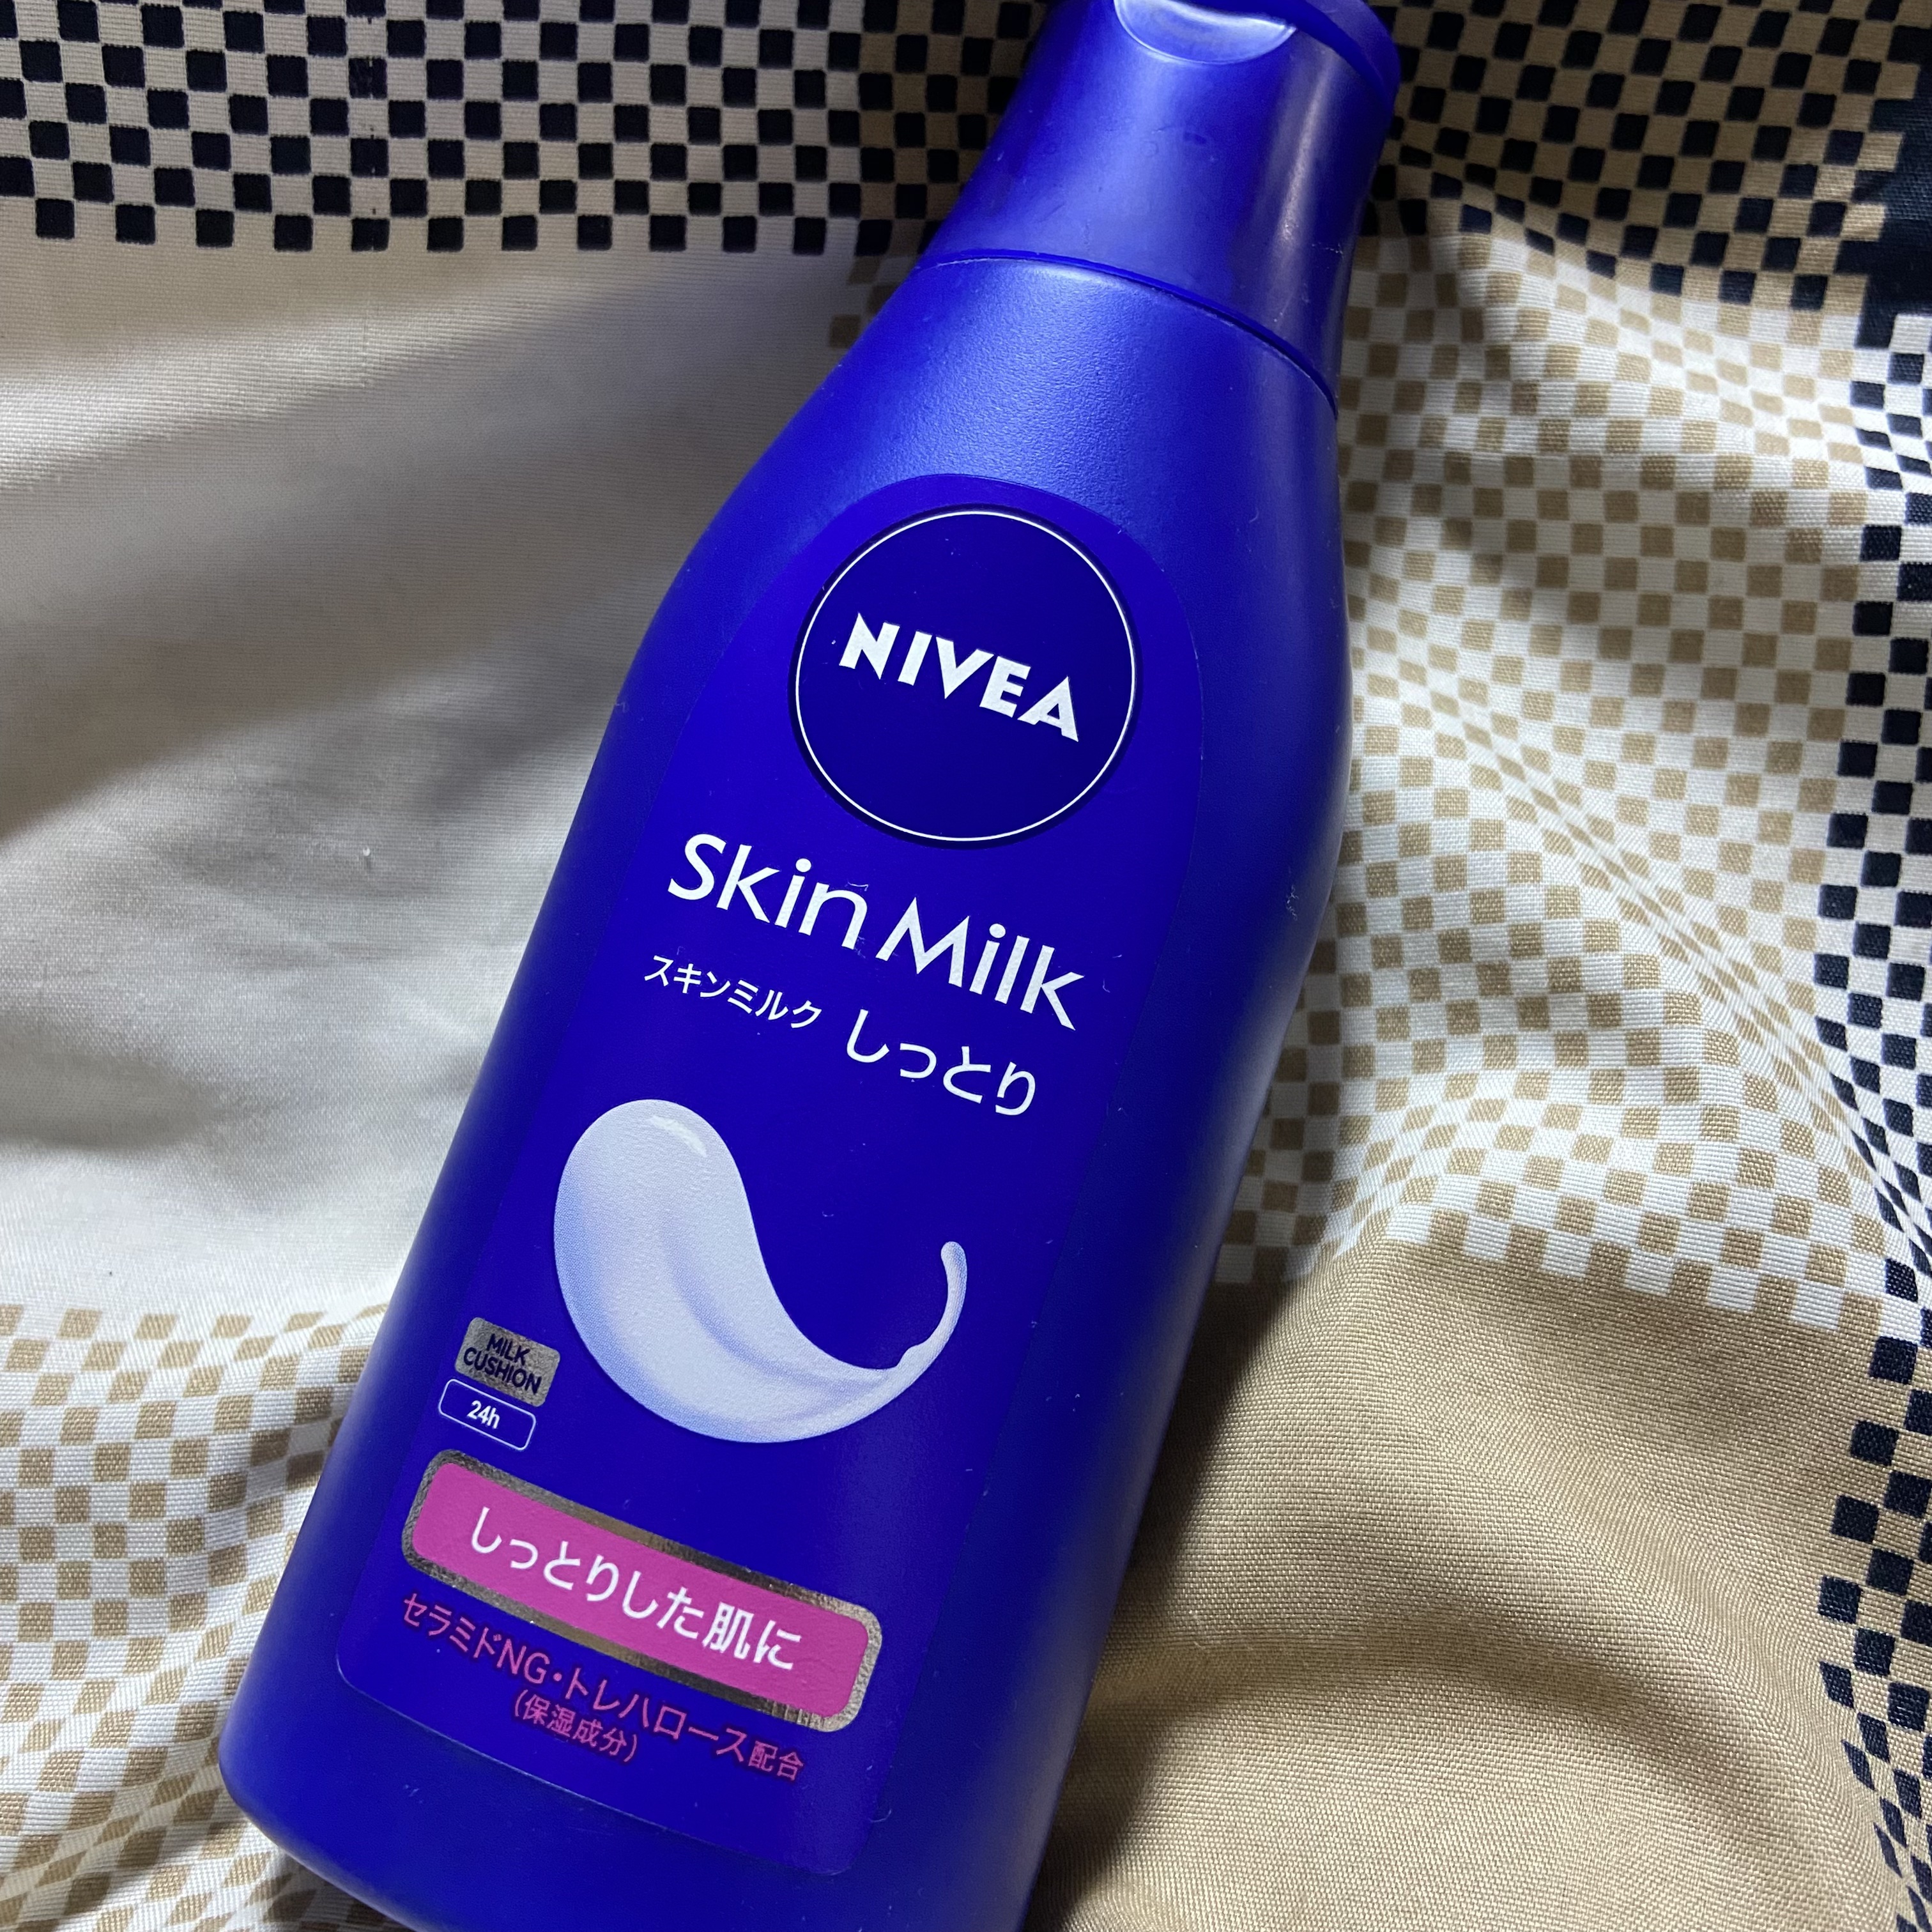 NIVEA
Skin Milk
スキンミルク しっとり
MILK
CUSHION
24h
しっとりした肌に
セラミドNG・トレハロース配合
(保湿成分)